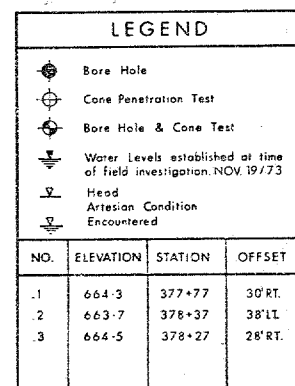 LEGEND
Bore Hole
Cone Penetration Test
Bore Hole & Cone Test
Water Levels established at time
of field investigation. NOV. 19/73
Head
Artesian Condition
Encountered
NO. ELEVATION STATION OFFSET
.1 664·3 377+77 30'RT.
.2 663·7 378+37 38'LT.
.3 664·5 378+27 28'RT.